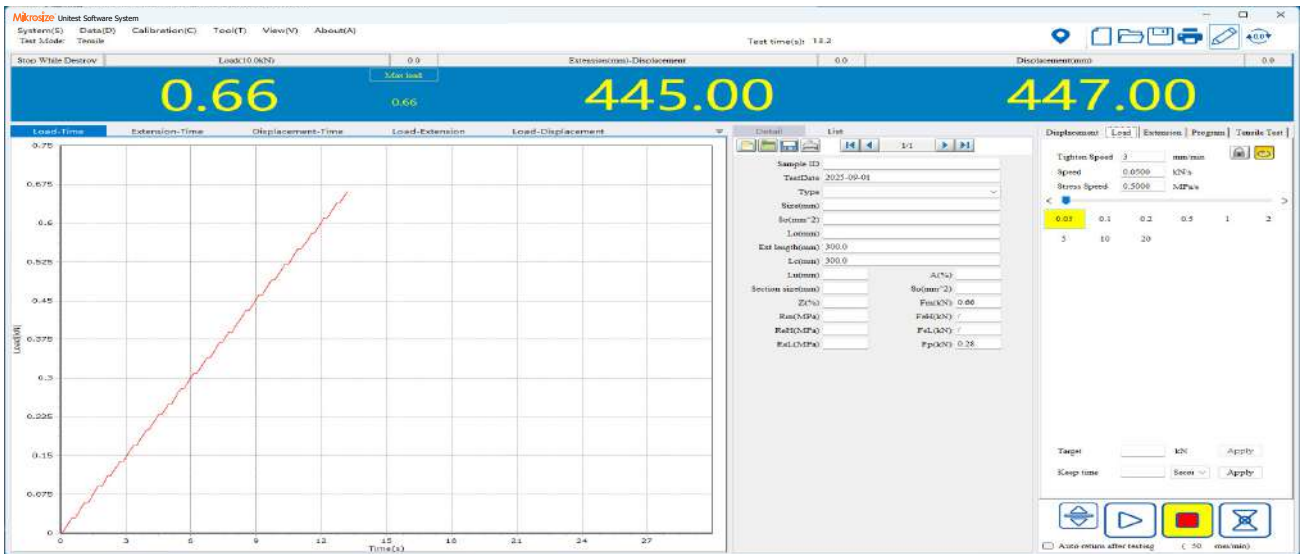 Mikrosize Unitest Software System
System(S) Data(D) Calibration(C) Tool(T) View(V) About(A)
Test Mode: Tensile Test time(s): 13.2
Stop While Destroy Load(10.0kN) 0.0 Extension(mm)-Displacement 0.0 Displacement(mm) 0.0
Max load
0.66 0.66 445.00 447.00
Load-Time Extension-Time Displacement-Time Load-Extension Load-Displacement
Detail List
1/1
Sample ID
TestDate 2025-09-01
Type
Size(mm)
So(mm^2)
Lo(mm)
Ext length(mm) 300.0
Lc(mm) 300.0
Lu(mm) A(%)
Section size(mm) So(mm^2)
Z(%) Fm(kN) 0.66
Rm(MPa) FeH(kN) /
ReH(MPa) FeL(kN) /
ReL(MPa) Fp(kN) 0.28
Displacement Load Extension Program Tensile Test
Tighten Speed 3 mm/min
Speed 0.0500 kN/s
Stress Speed 0.5000 MPa/s
< >
0.05 0.1 0.2 0.5 1 2
5 10 20
Target kN Apply
Keep time Apply
Auto return after testing ( 50 mm/min)
0.75
0.675
0.6
0.525
0.45
0.375
0.3
0.225
0.15
0.075
0
Load(kN)
0 3 6 9 12 15 18 21 24 27
Time(s)